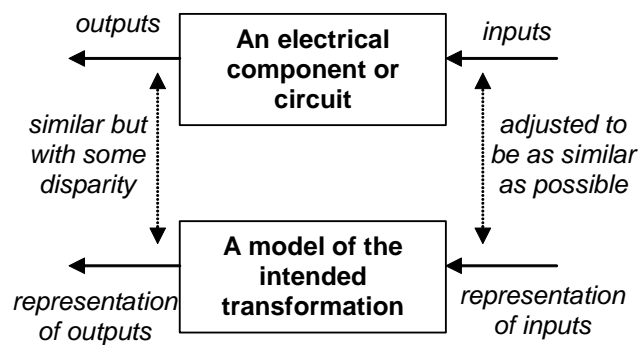 outputs
An electrical
component or
circuit
inputs
similar but
with some
disparity
adjusted to
be as similar
as possible
A model of the
intended
transformation
representation
of outputs
representation
of inputs